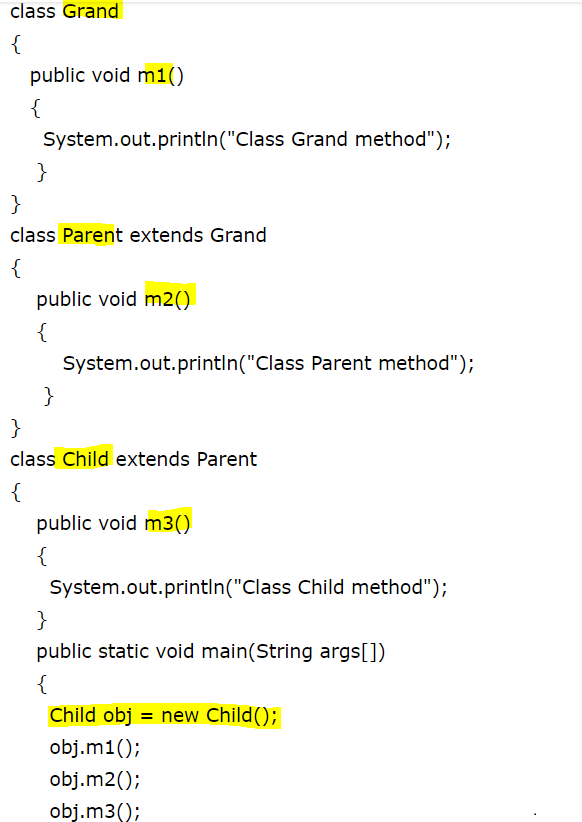 class Grand
{
public void m1()
{
System.out.println("Class Grand method");
}
}
class Parent extends Grand
{
public void m2()
{
System.out.println("Class Parent method");
}
}
class Child extends Parent
{
public void m3()
{
System.out.println("Class Child method");
}
public static void main(String args[])
{
Child obj = new Child();
obj.m1();
obj.m2();
obj.m3();